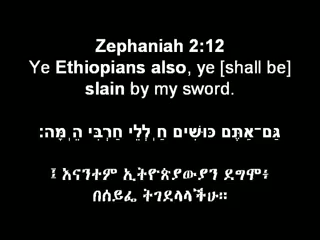 Zephaniah 2:12
Ye Ethiopians also, ye [shall be]
slain by my sword.
גַּם־אַתֶּם כּוּשִׁים חַֽלְלֵי חַרְבִּי הֵֽמָּה׃
፤ እናንተም ኢትዮጵያውያን ደግሞ፥
በሰይፌ ትገደላላችሁ።